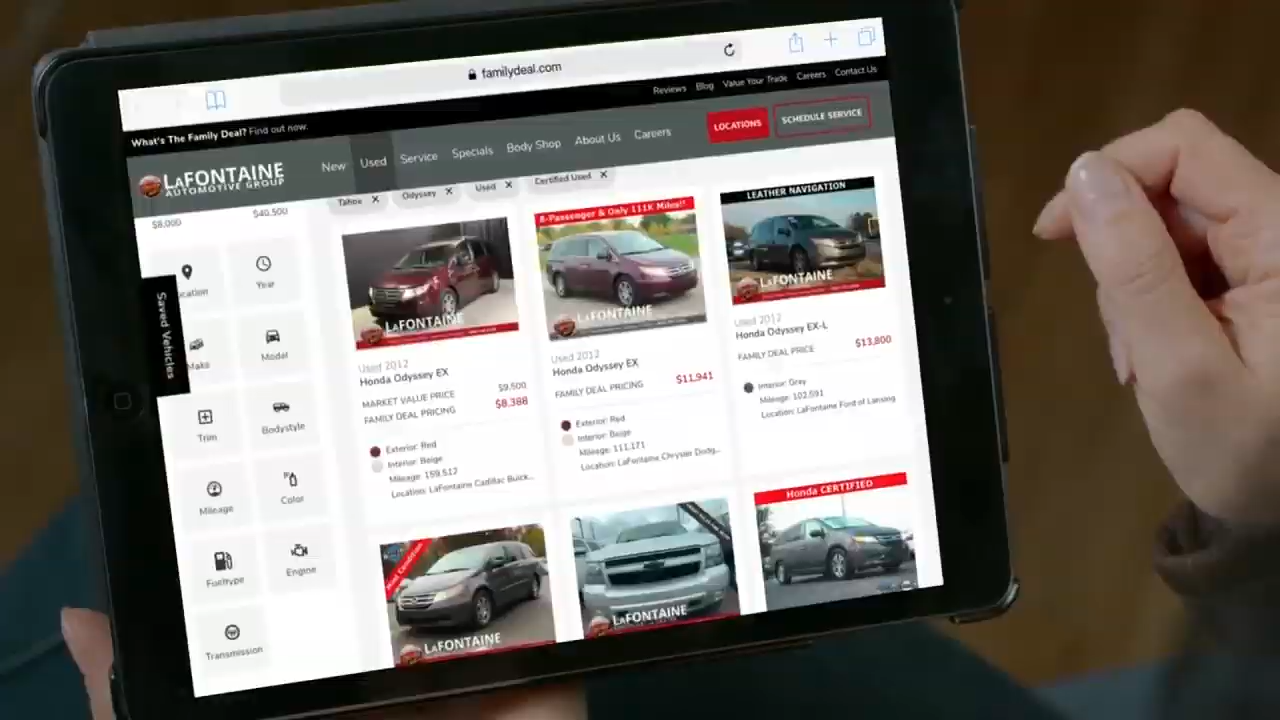 familydeal.com
What's The Family Deal? Find out now.
Reviews Blog Value Your Trade Careers Contact Us
LAFONTAINE
AUTOMOTIVE GROUP
New Used Service Specials Body Shop About Us Careers
LOCATIONS
SCHEDULE SERVICE
$8,000 $40,500
Tahoe X Odyssey X Used X Certified Used X
Saved Vehicles
Year
Make
Model
Trim
Bodystyle
Mileage
Color
Fueltype
Engine
Transmission
LAFONTAINE
Used 2012
Honda Odyssey EX
MARKET VALUE PRICE $9,500
FAMILY DEAL PRICING $8,388
Exterior: Red
Interior: Beige
Mileage: 159,512
Location: LaFontaine Cadillac Buick...
8-Passenger & Only 111K Miles!!
LAFONTAINE
Used 2012
Honda Odyssey EX
FAMILY DEAL PRICING $11,941
Exterior: Red
Interior: Beige
Mileage: 111,171
Location: LaFontaine Chrysler Dodg...
LEATHER NAVIGATION
LAFONTAINE
Used 2012
Honda Odyssey EX-L
FAMILY DEAL PRICE $13,800
Interior: Gray
Mileage: 102,591
Location: LaFontaine Ford of Lansing
LAFONTAINE
LAFONTAINE
Honda CERTIFIED